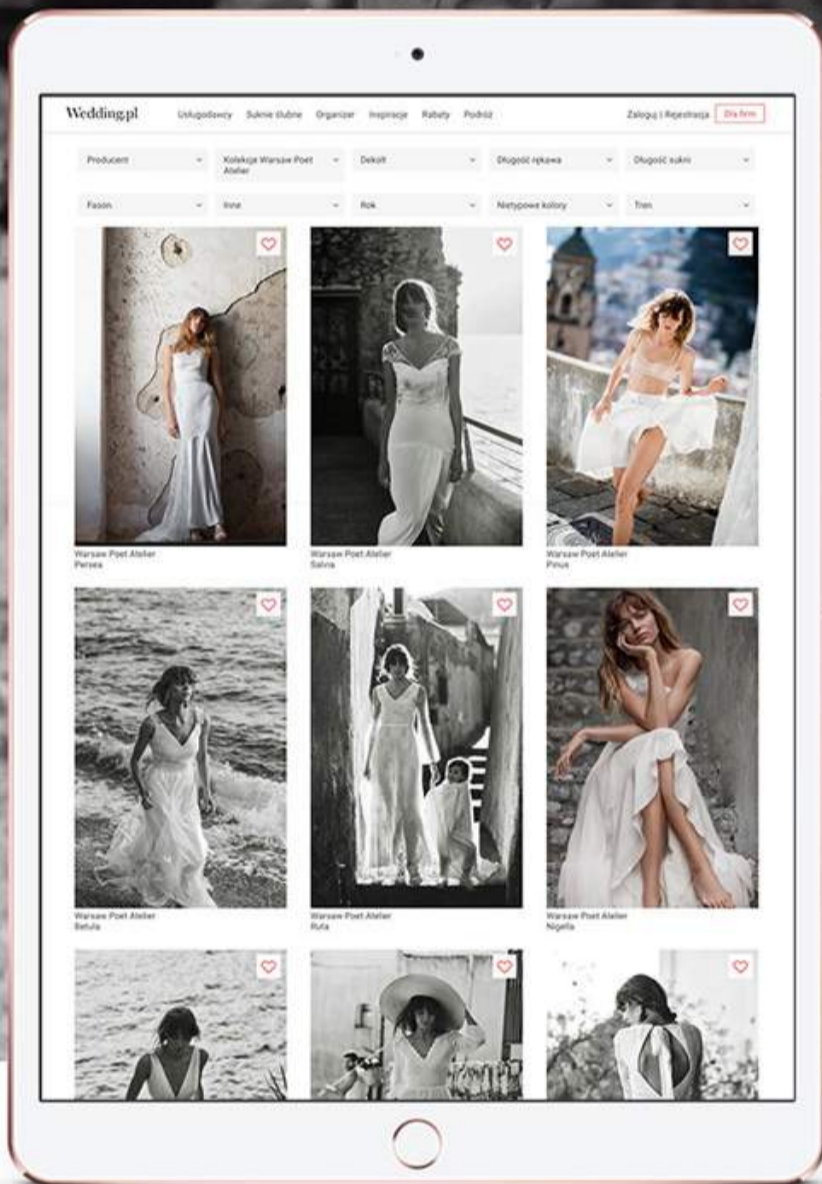 Wedding.pl Usługodawcy Suknie ślubne Organizer Inspiracje Rabaty Podróż Zaloguj | Rejestracja Dla firm
Producent Kolekcje Warsaw Poet Dekolt Długość rękawa Długość sukni
Atelier
Fason Inne Rok Nietypowe kolory Tren
Warsaw Poet Atelier
Persea
Warsaw Poet Atelier
Salvia
Warsaw Poet Atelier
Pinus
Warsaw Poet Atelier
Betula
Warsaw Poet Atelier
Ruta
Warsaw Poet Atelier
Nigella